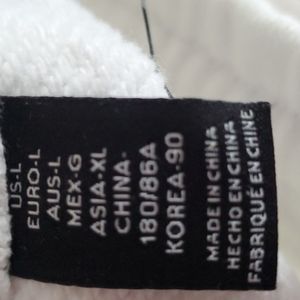 US-L
EURO-L
AUS-L
MEX-G
ASIA-XL
CHINA-
180/86A
KOREA-90
MADE IN CHINA
HECHO EN CHINA
FABRIQUÉ EN CHINE